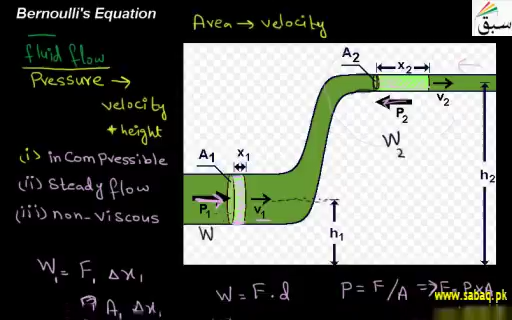 Bernoulli's Equation
Area → velocity
سبق
fluid flow
Pressure →
velocity
+ height
(i) inCompressible
(ii) Steady flow
(iii) non-viscous
A2
x2
v2
P2
W2
h2
A1
x1
P1
v1
W
h1
W1 = F1 Δx1
A1 Δx1
W = F . d
P = F/A => F = P x A
www.sabaq.pk